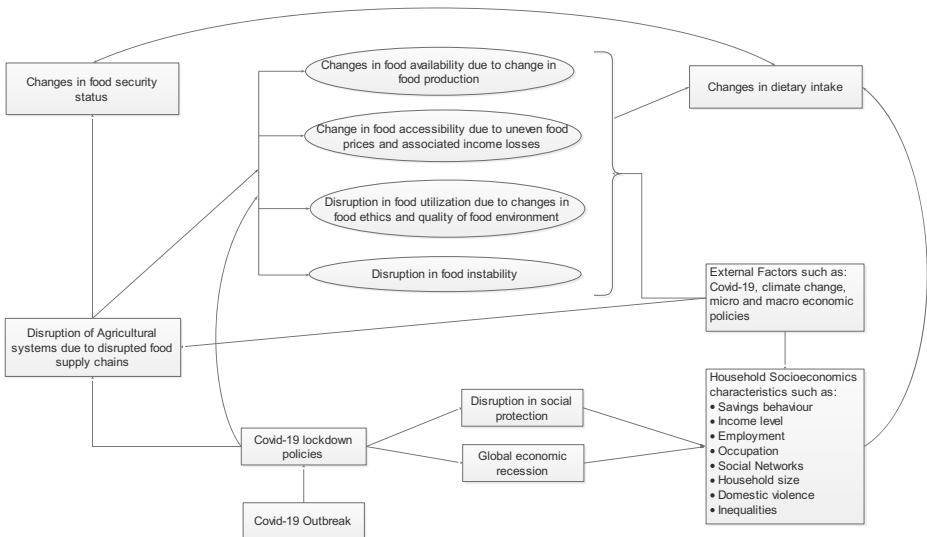 Changes in food security
status
Changes in food availability due to change in
food production
Changes in dietary intake
Change in food accessibility due to uneven food
prices and associated income losses
Disruption in food utilization due to changes in
food ethics and quality of food environment
Disruption in food instability
External Factors such as:
Covid-19, climate change,
micro and macro economic
policies
Disruption of Agricultural
systems due to disrupted food
supply chains
Household Socioeconomics
characteristics such as:
• Savings behaviour
• Income level
• Employment
• Occupation
• Social Networks
• Household size
• Domestic violence
• Inequalities
Disruption in social
protection
Covid-19 lockdown
policies
Global economic
recession
Covid-19 Outbreak